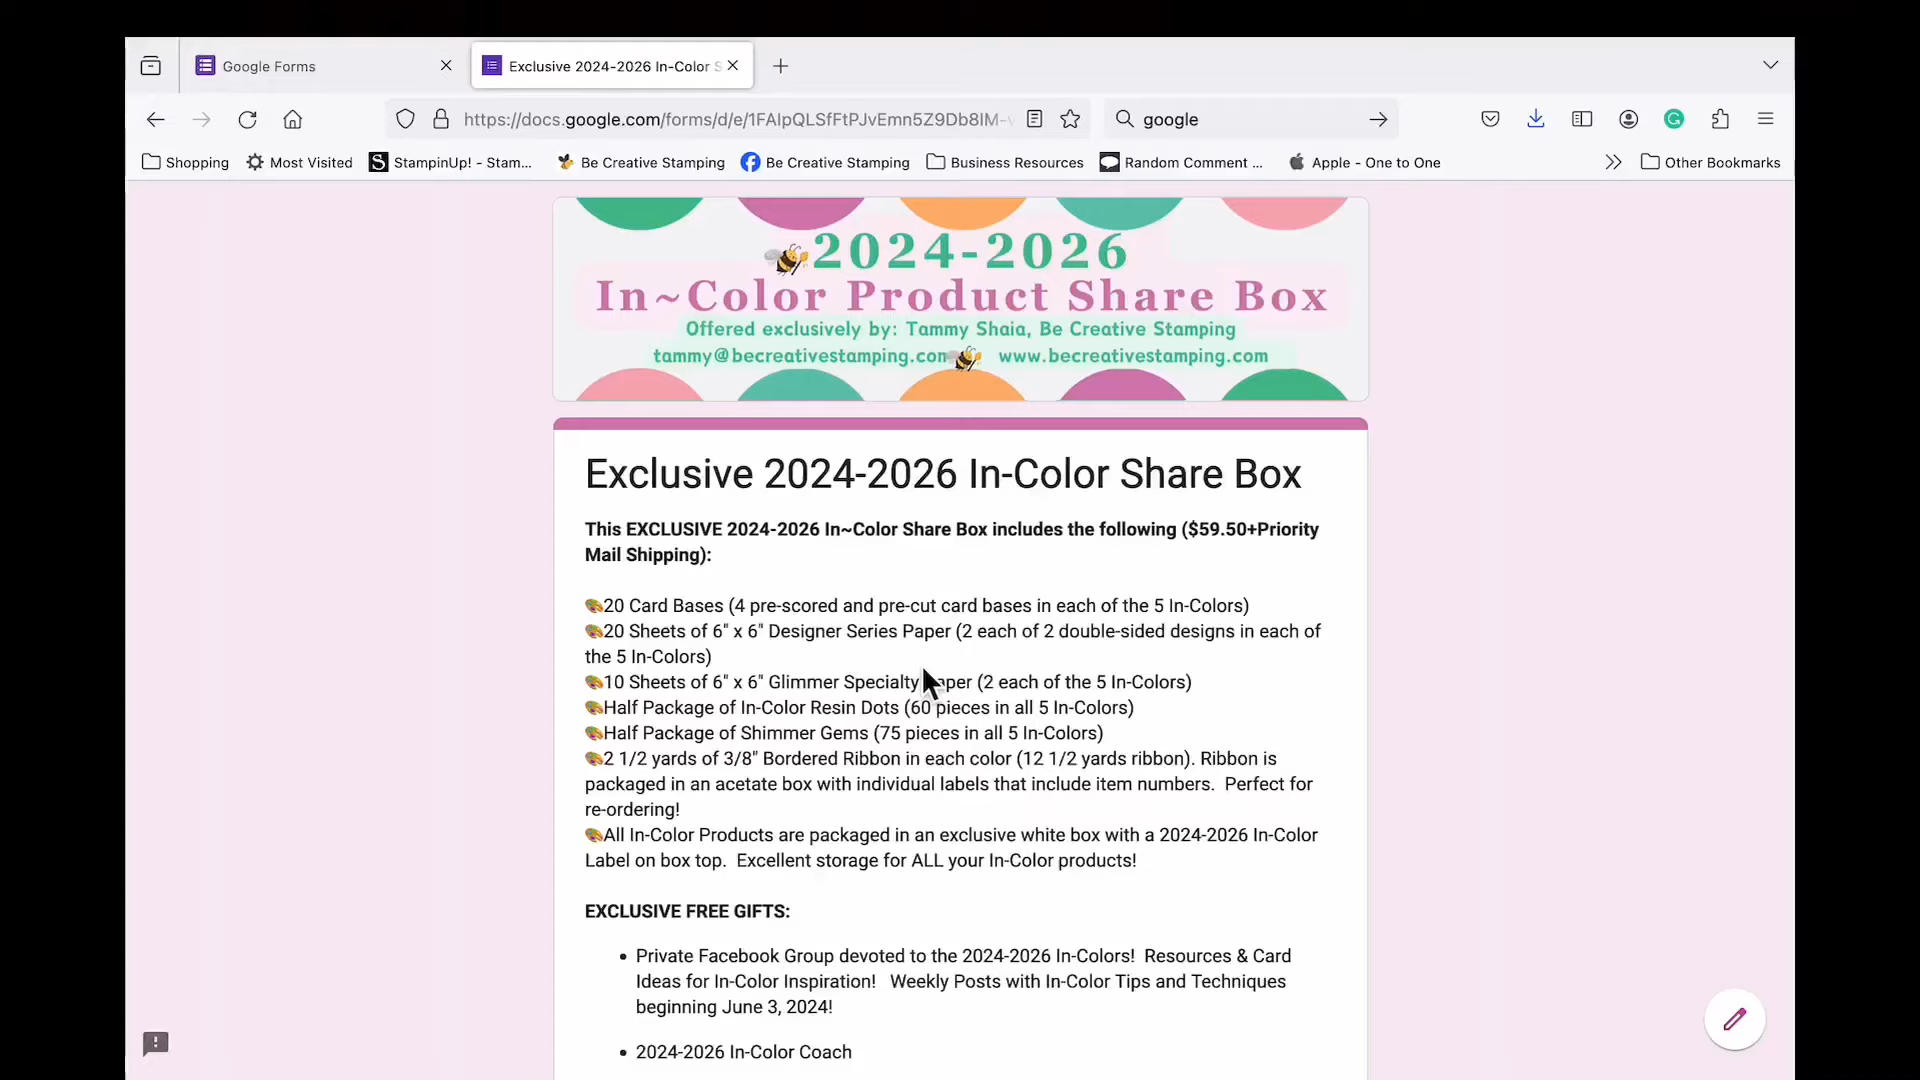 Google Forms
Exclusive 2024-2026 In-Color S
https://docs.google.com/forms/d/e/1FAIpQLSfFtPJvEmn5Z9Db8IM-
google
Shopping
Most Visited
StampinUp! - Stam...
Be Creative Stamping
Be Creative Stamping
Business Resources
Random Comment ...
Apple - One to One
Other Bookmarks
2024-2026
In~Color Product Share Box
Offered exclusively by: Tammy Shaia, Be Creative Stamping
tammy@becreativestamping.com www.becreativestamping.com
Exclusive 2024-2026 In-Color Share Box
This EXCLUSIVE 2024-2026 In~Color Share Box includes the following ($59.50+Priority
Mail Shipping):
20 Card Bases (4 pre-scored and pre-cut card bases in each of the 5 In-Colors)
20 Sheets of 6" x 6" Designer Series Paper (2 each of 2 double-sided designs in each of
the 5 In-Colors)
10 Sheets of 6" x 6" Glimmer Specialty Paper (2 each of the 5 In-Colors)
Half Package of In-Color Resin Dots (60 pieces in all 5 In-Colors)
Half Package of Shimmer Gems (75 pieces in all 5 In-Colors)
2 1/2 yards of 3/8" Bordered Ribbon in each color (12 1/2 yards ribbon). Ribbon is
packaged in an acetate box with individual labels that include item numbers. Perfect for
re-ordering!
All In-Color Products are packaged in an exclusive white box with a 2024-2026 In-Color
Label on box top. Excellent storage for ALL your In-Color products!
EXCLUSIVE FREE GIFTS:
• Private Facebook Group devoted to the 2024-2026 In-Colors! Resources & Card
Ideas for In-Color Inspiration! Weekly Posts with In-Color Tips and Techniques
beginning June 3, 2024!
• 2024-2026 In-Color Coach